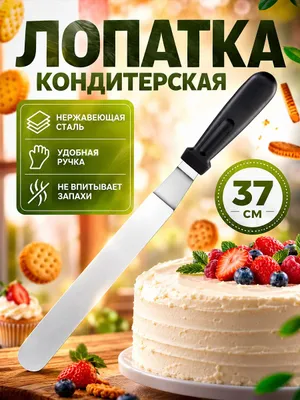 ЛОПАТКА
КОНДИТЕРСКАЯ
НЕРЖАВЕЮЩАЯ
СТАЛЬ
УДОБНАЯ
РУЧКА
НЕ ВПИТЫВАЕТ
ЗАПАХИ
37
СМ